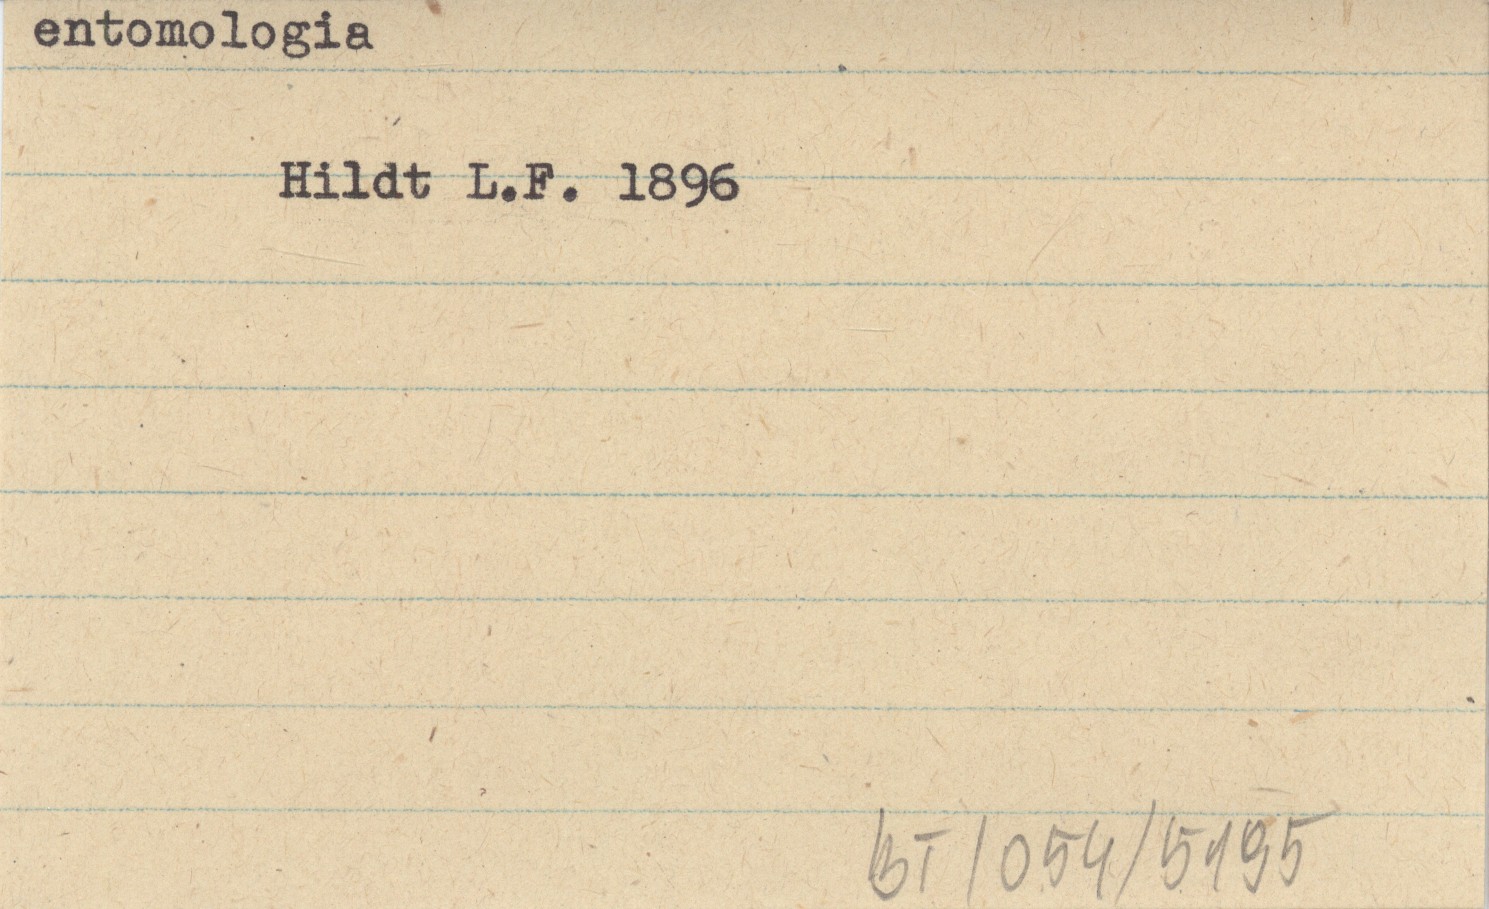 entomologia
Hildt L.F. 1896
BT/054/5195